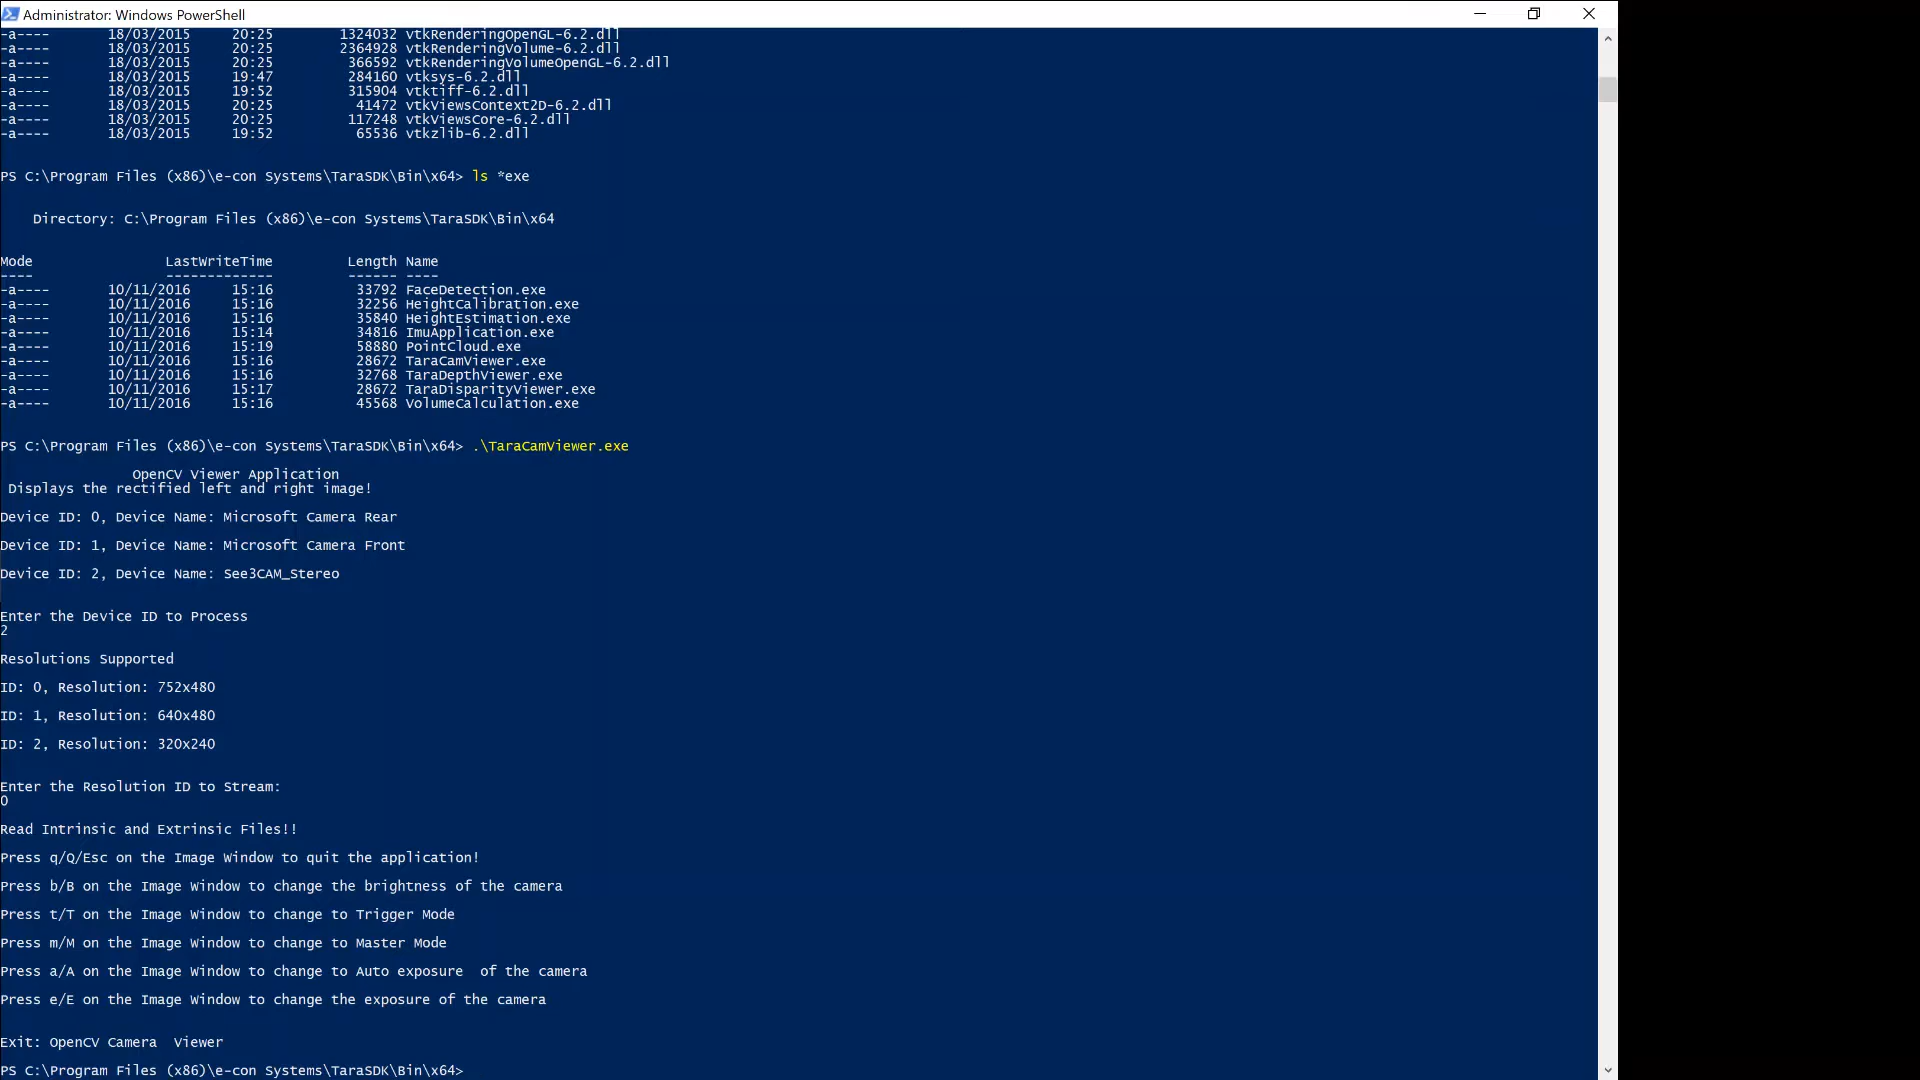 Administrator: Windows PowerShell
-a---- 18/03/2015 20:25 1324032 vtkRenderingOpenGL-6.2.dll
-a---- 18/03/2015 20:25 2364928 vtkRenderingVolume-6.2.dll
-a---- 18/03/2015 20:25 366592 vtkRenderingVolumeOpenGL-6.2.dll
-a---- 18/03/2015 19:47 284160 vtksys-6.2.dll
-a---- 18/03/2015 19:52 315904 vtktiff-6.2.dll
-a---- 18/03/2015 20:25 41472 vtkViewsContext2D-6.2.dll
-a---- 18/03/2015 20:25 117248 vtkViewsCore-6.2.dll
-a---- 18/03/2015 19:52 65536 vtkzlib-6.2.dll
PS C:\Program Files (x86)\e-con Systems\TaraSDK\Bin\x64> ls *exe
Directory: C:\Program Files (x86)\e-con Systems\TaraSDK\Bin\x64
Mode LastWriteTime Length Name
---- ------------- ------ ----
-a---- 10/11/2016 15:16 33792 FaceDetection.exe
-a---- 10/11/2016 15:16 32256 HeightCalibration.exe
-a---- 10/11/2016 15:16 35840 HeightEstimation.exe
-a---- 10/11/2016 15:14 34816 ImuApplication.exe
-a---- 10/11/2016 15:19 58880 PointCloud.exe
-a---- 10/11/2016 15:16 28672 TaraCamViewer.exe
-a---- 10/11/2016 15:16 32768 TaraDepthViewer.exe
-a---- 10/11/2016 15:17 28672 TaraDisparityViewer.exe
-a---- 10/11/2016 15:16 45568 VolumeCalculation.exe
PS C:\Program Files (x86)\e-con Systems\TaraSDK\Bin\x64> .\TaraCamViewer.exe
OpenCV Viewer Application
Displays the rectified left and right image!
Device ID: 0, Device Name: Microsoft Camera Rear
Device ID: 1, Device Name: Microsoft Camera Front
Device ID: 2, Device Name: See3CAM_Stereo
Enter the Device ID to Process
2
Resolutions Supported
ID: 0, Resolution: 752x480
ID: 1, Resolution: 640x480
ID: 2, Resolution: 320x240
Enter the Resolution ID to Stream:
0
Read Intrinsic and Extrinsic Files!!
Press q/Q/Esc on the Image Window to quit the application!
Press b/B on the Image Window to change the brightness of the camera
Press t/T on the Image Window to change to Trigger Mode
Press m/M on the Image Window to change to Master Mode
Press a/A on the Image Window to change to Auto exposure  of the camera
Press e/E on the Image Window to change the exposure of the camera
Exit: OpenCV Camera  Viewer
PS C:\Program Files (x86)\e-con Systems\TaraSDK\Bin\x64>